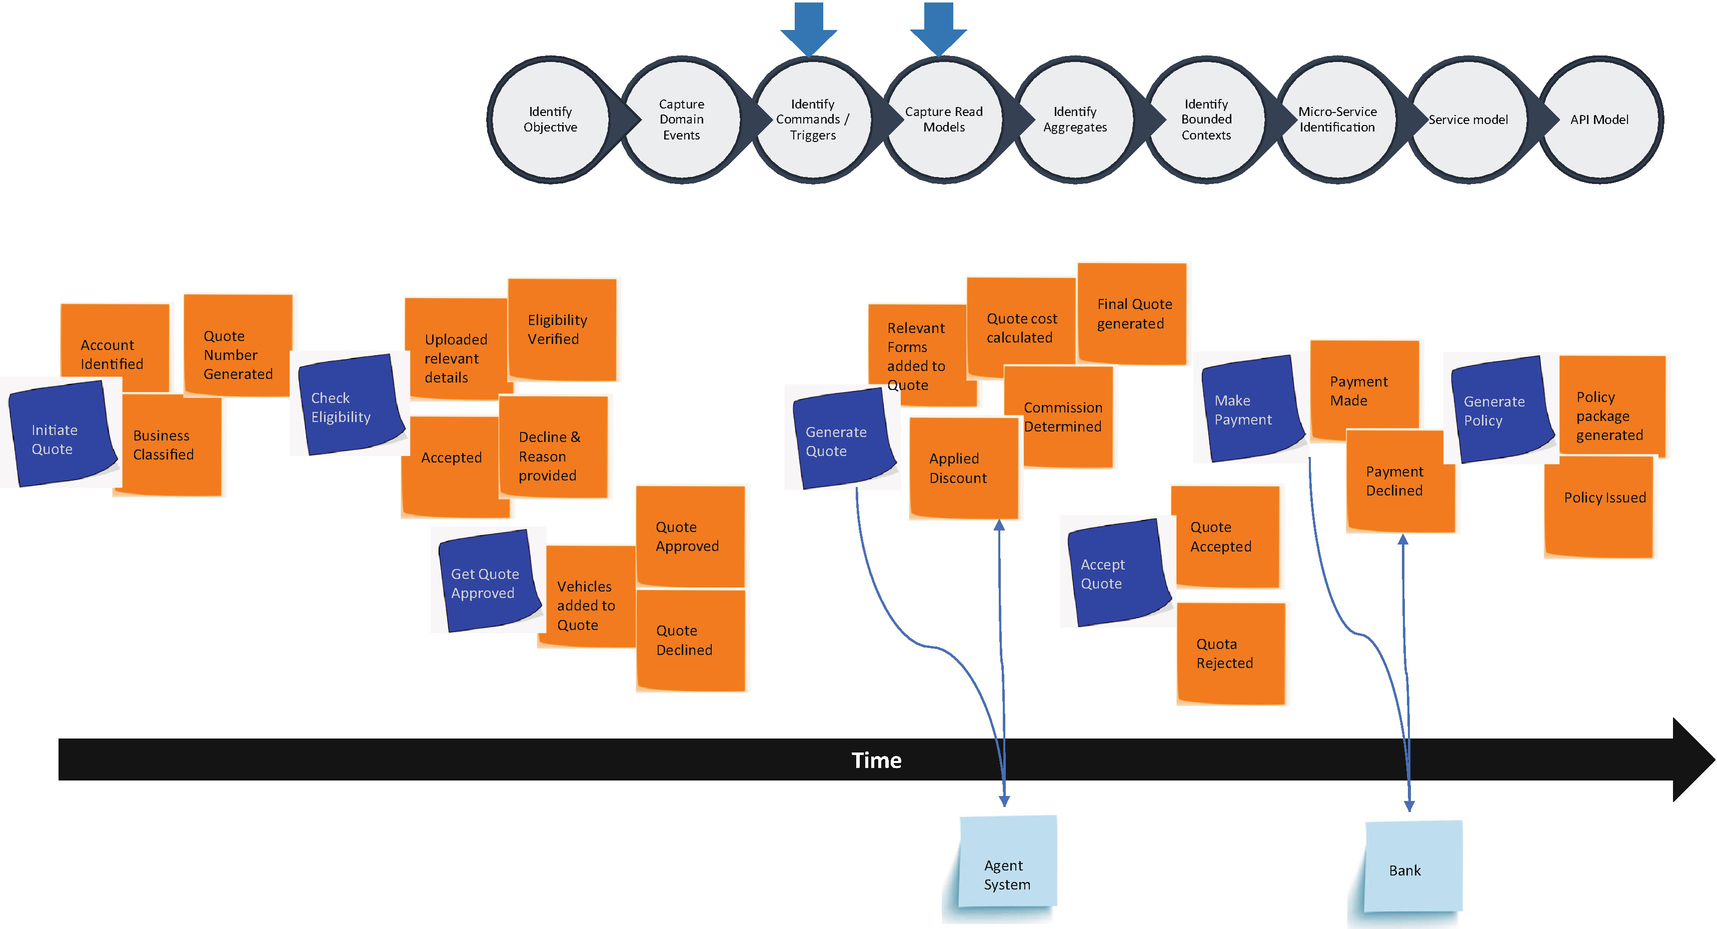 Identify
Objective
Capture
Domain
Events
Identify
Commands /
Triggers
Capture Read
Models
Identify
Aggregates
Identify
Bounded
Contexts
Micro-Service
Identification
Service model
API Model
Account
Identified
Quote
Number
Generated
Initiate
Quote
Business
Classified
Check
Eligibility
Uploaded
relevant
details
Eligibility
Verified
Accepted
Decline &
Reason
provided
Get Quote
Approved
Vehicles
added to
Quote
Quote
Approved
Quote
Declined
Generate
Quote
Relevant
Forms
added to
Quote
Quote cost
calculated
Final Quote
generated
Commission
Determined
Applied
Discount
Accept
Quote
Quote
Accepted
Quota
Rejected
Make
Payment
Payment
Made
Payment
Declined
Generate
Policy
Policy
package
generated
Policy Issued
Time
Agent
System
Bank